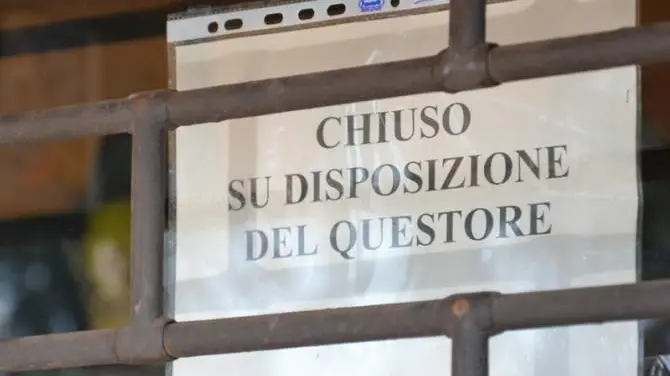 CHIUSO
SU DISPOSIZIONE
DEL QUESTORE